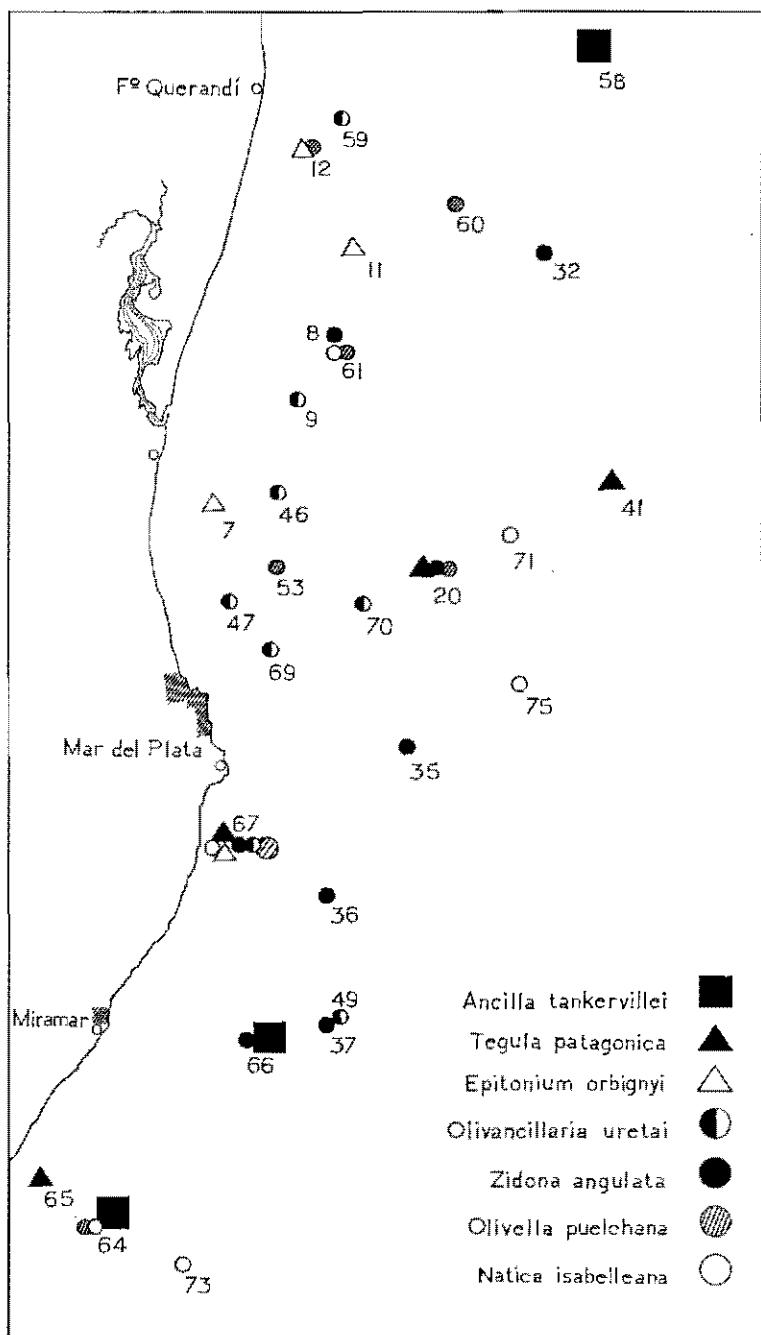 58
Fº Querandí
59
12
60
11
32
8
61
9
46
7
41
71
53
20
47
70
69
75
Mar del Plata
35
67
36
49
Miramar
37
66
65
64
73
Ancilla tankervillei
Tegula patagonica
Epitonium orbignyi
Olivancillaria uretai
Zidona angulata
Olivella puelchana
Natica isabelleana